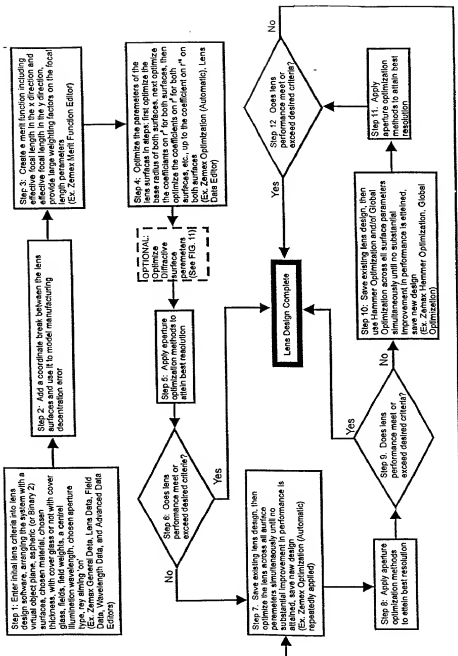 Step 1: Enter initial lens criteria into lens
design software, arranging the system with a
virtual object plane, aspheric (or Binary 2)
surfaces, chosen material, chosen
thickness, with cover glass or not with cover
glass, fields, field weights, a central
illumination wavelength, chosen aperture
type, ray aiming "on"
(Ex. Zemax General Data, Lens Data, Field
Data, Wavelength Data, and Advanced Data
Editors)
Step 2: Add a coordinate break between the lens
surfaces and use it to model manufacturing
decentration error
Step 3: Create a merit function including
effective focal length in the x direction and
effective focal length in the y direction,
provide large weighting factors on the focal
length parameters
(Ex. Zemax Merit Function Editor)
Step 4: Optimize the parameters of the
lens surfaces in steps: first optimize the
base radius of both surfaces, next optimize
the coefficients on
for both surfaces, then
optimize the coefficients on
for both
surfaces, etc., up to the coefficient on
on
both surfaces
(Ex. Zemax Optimization (Automatic), Lens
Data Editor)
OPTIONAL:
Optimize
Diffractive
surface
parameters
(See FIG. 11)
Step 5: Apply aperture
optimization methods to
attain best resolution
Step 6: Does lens
performance meet or
exceed desired criteria?
No
Yes
Step 7: Save existing lens design, then
optimize the lens across all surface
parameters simultaneously until no
substantial improvement in performance is
attained, save new design
(Ex. Zemax Optimization (Automatic)
repeatedly applied)
Step 8: Apply aperture
optimization methods
to attain best resolution
Step 9. Does lens
performance meet or
exceed desired criteria?
Yes
No
Step 10: Save existing lens design, then
use Hammer Optimization and/of Global
Optimization across all surface parameters
simultaneously until no substantial
improvement in performance is attained,
save new design
(Ex. Zemax Hammer Optimization, Global
Optimization)
Step 11. Apply
aperture optimization
methods to attain best
resolution
Step 12 Does lens
performance meet or
exceed desired criteria?
No
Yes
Lens Design Complete